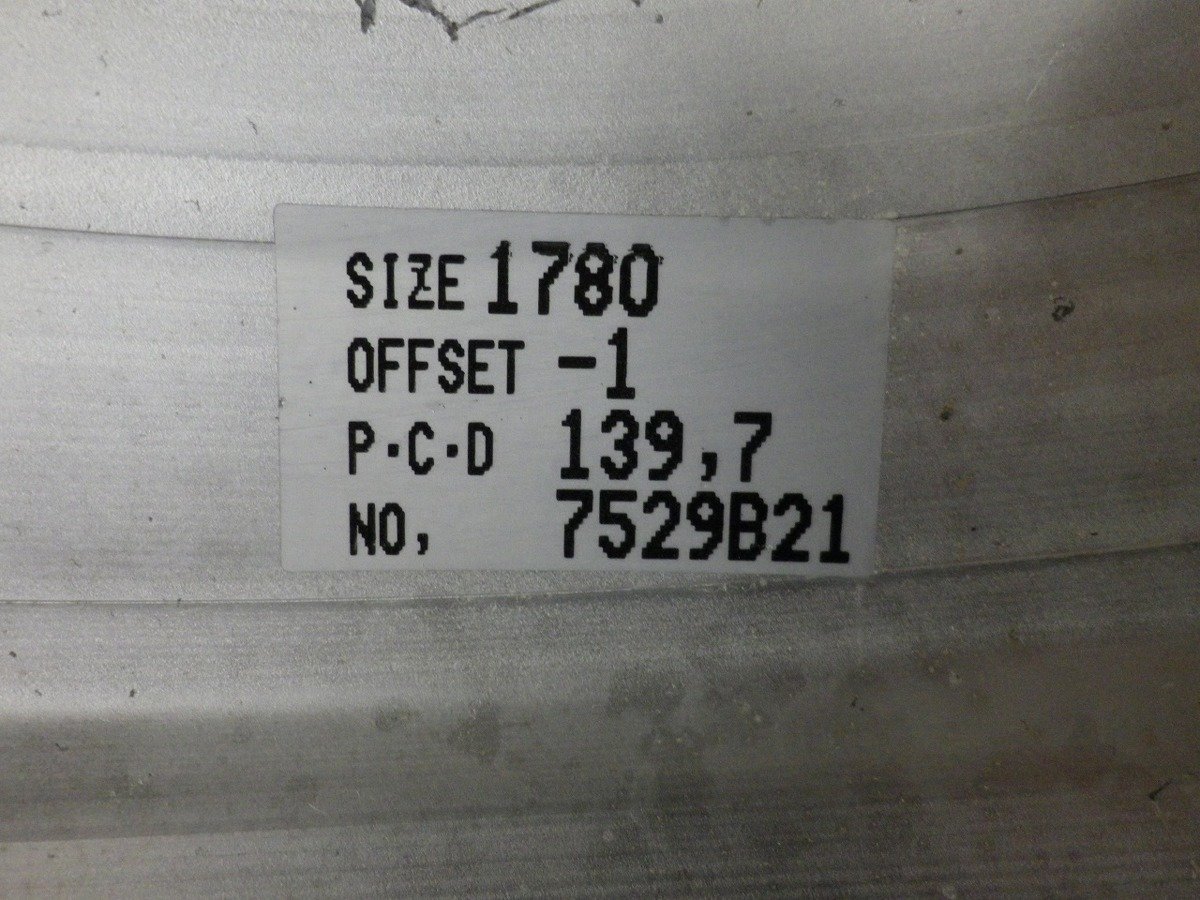 SIZE 1780
OFFSET -1
P·C·D 139,7
NO, 7529B21